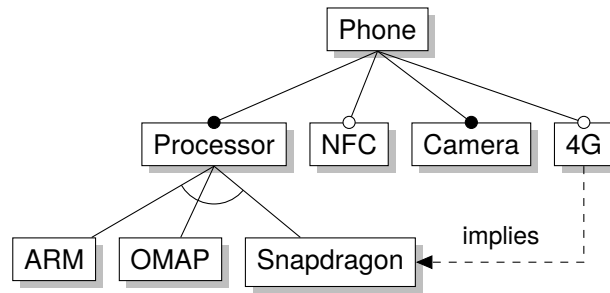 Phone
Processor
NFC
Camera
4G
implies
ARM
OMAP
Snapdragon